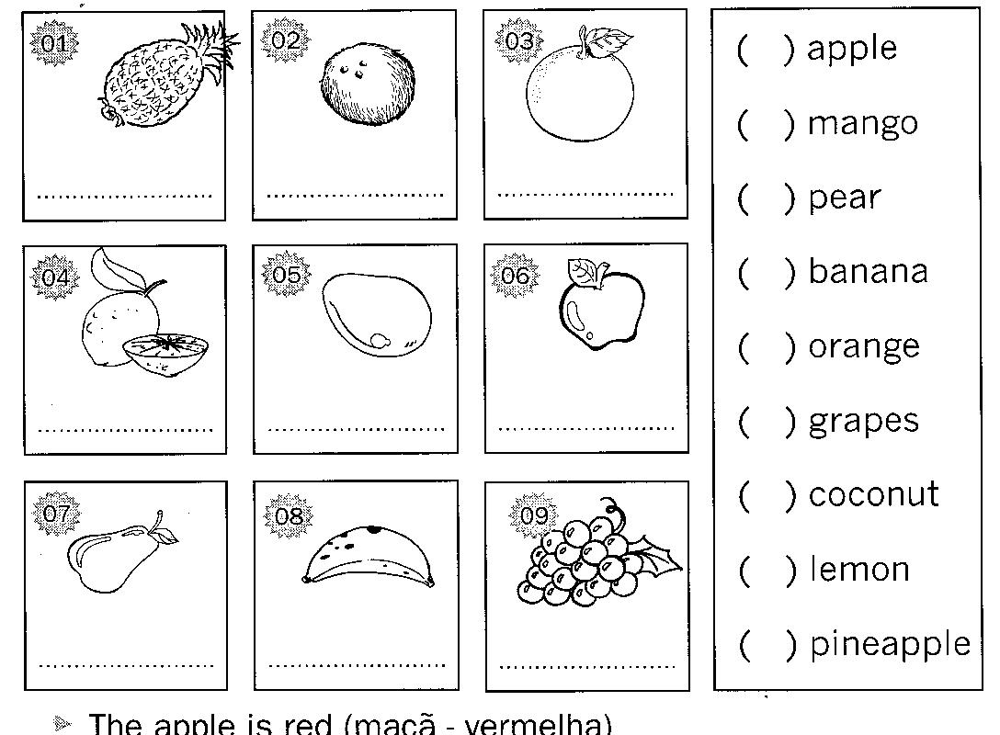 01
02
03
04
05
06
07
08
09
( ) apple
( ) mango
( ) pear
( ) banana
( ) orange
( ) grapes
( ) coconut
( ) lemon
( ) pineapple
The apple is red (maçã - vermelha)